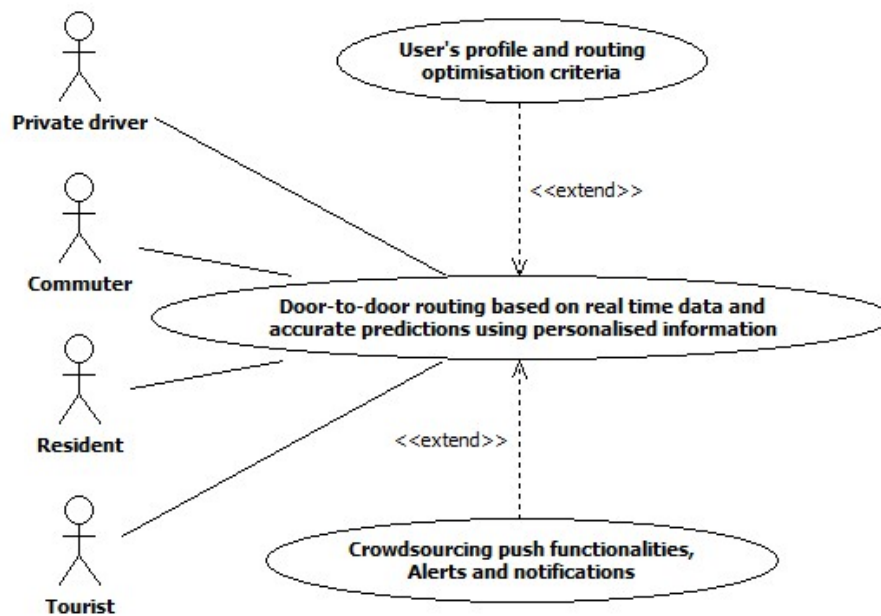 User's profile and routing
optimisation criteria
Private driver
<<extend>>
Commuter
Door-to-door routing based on real time data and
accurate predictions using personalised information
Resident
<<extend>>
Crowdsourcing push functionalities,
Alerts and notifications
Tourist